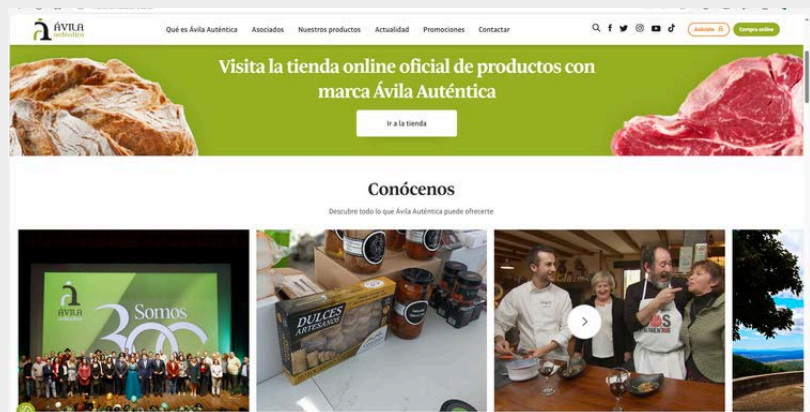 ÁVILA
auténtica
Qué es Ávila Auténtica Asociados Nuestros productos Actualidad Promociones Contactar
Asóciate
Compra online
Visita la tienda online oficial de productos con
marca Ávila Auténtica
Ir a la tienda
Conócenos
Descubre todo lo que Ávila Auténtica puede ofrecerte
ÁVILA
Somos
300
DULCES
ARTESANOS